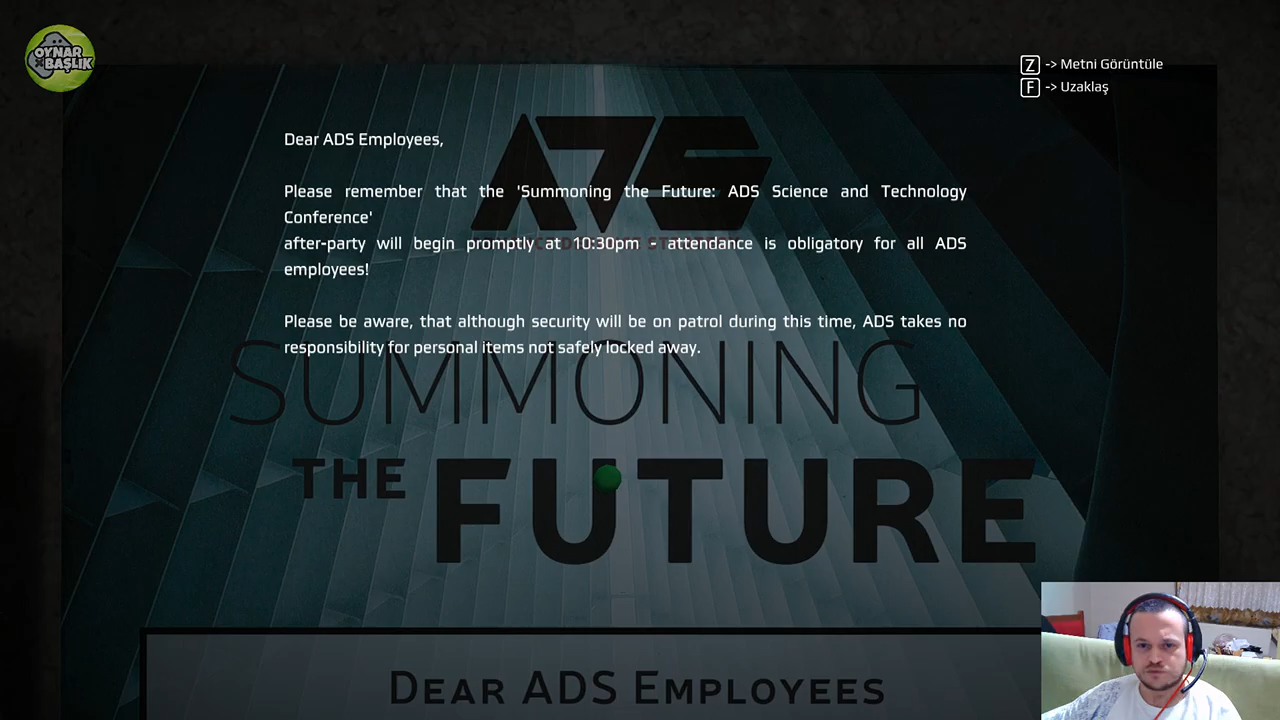 OYNAR
BAŞLIK
Z -> Metni Görüntüle
F -> Uzaklaş
Dear ADS Employees,
Please remember that the 'Summoning the Future: ADS Science and Technology
Conference'
after-party will begin promptly at 10:30pm - attendance is obligatory for all ADS
employees!
Please be aware, that although security will be on patrol during this time, ADS takes no
responsibility for personal items not safely locked away.
SUMMONING
THE FUTURE
DEAR ADS EMPLOYEES